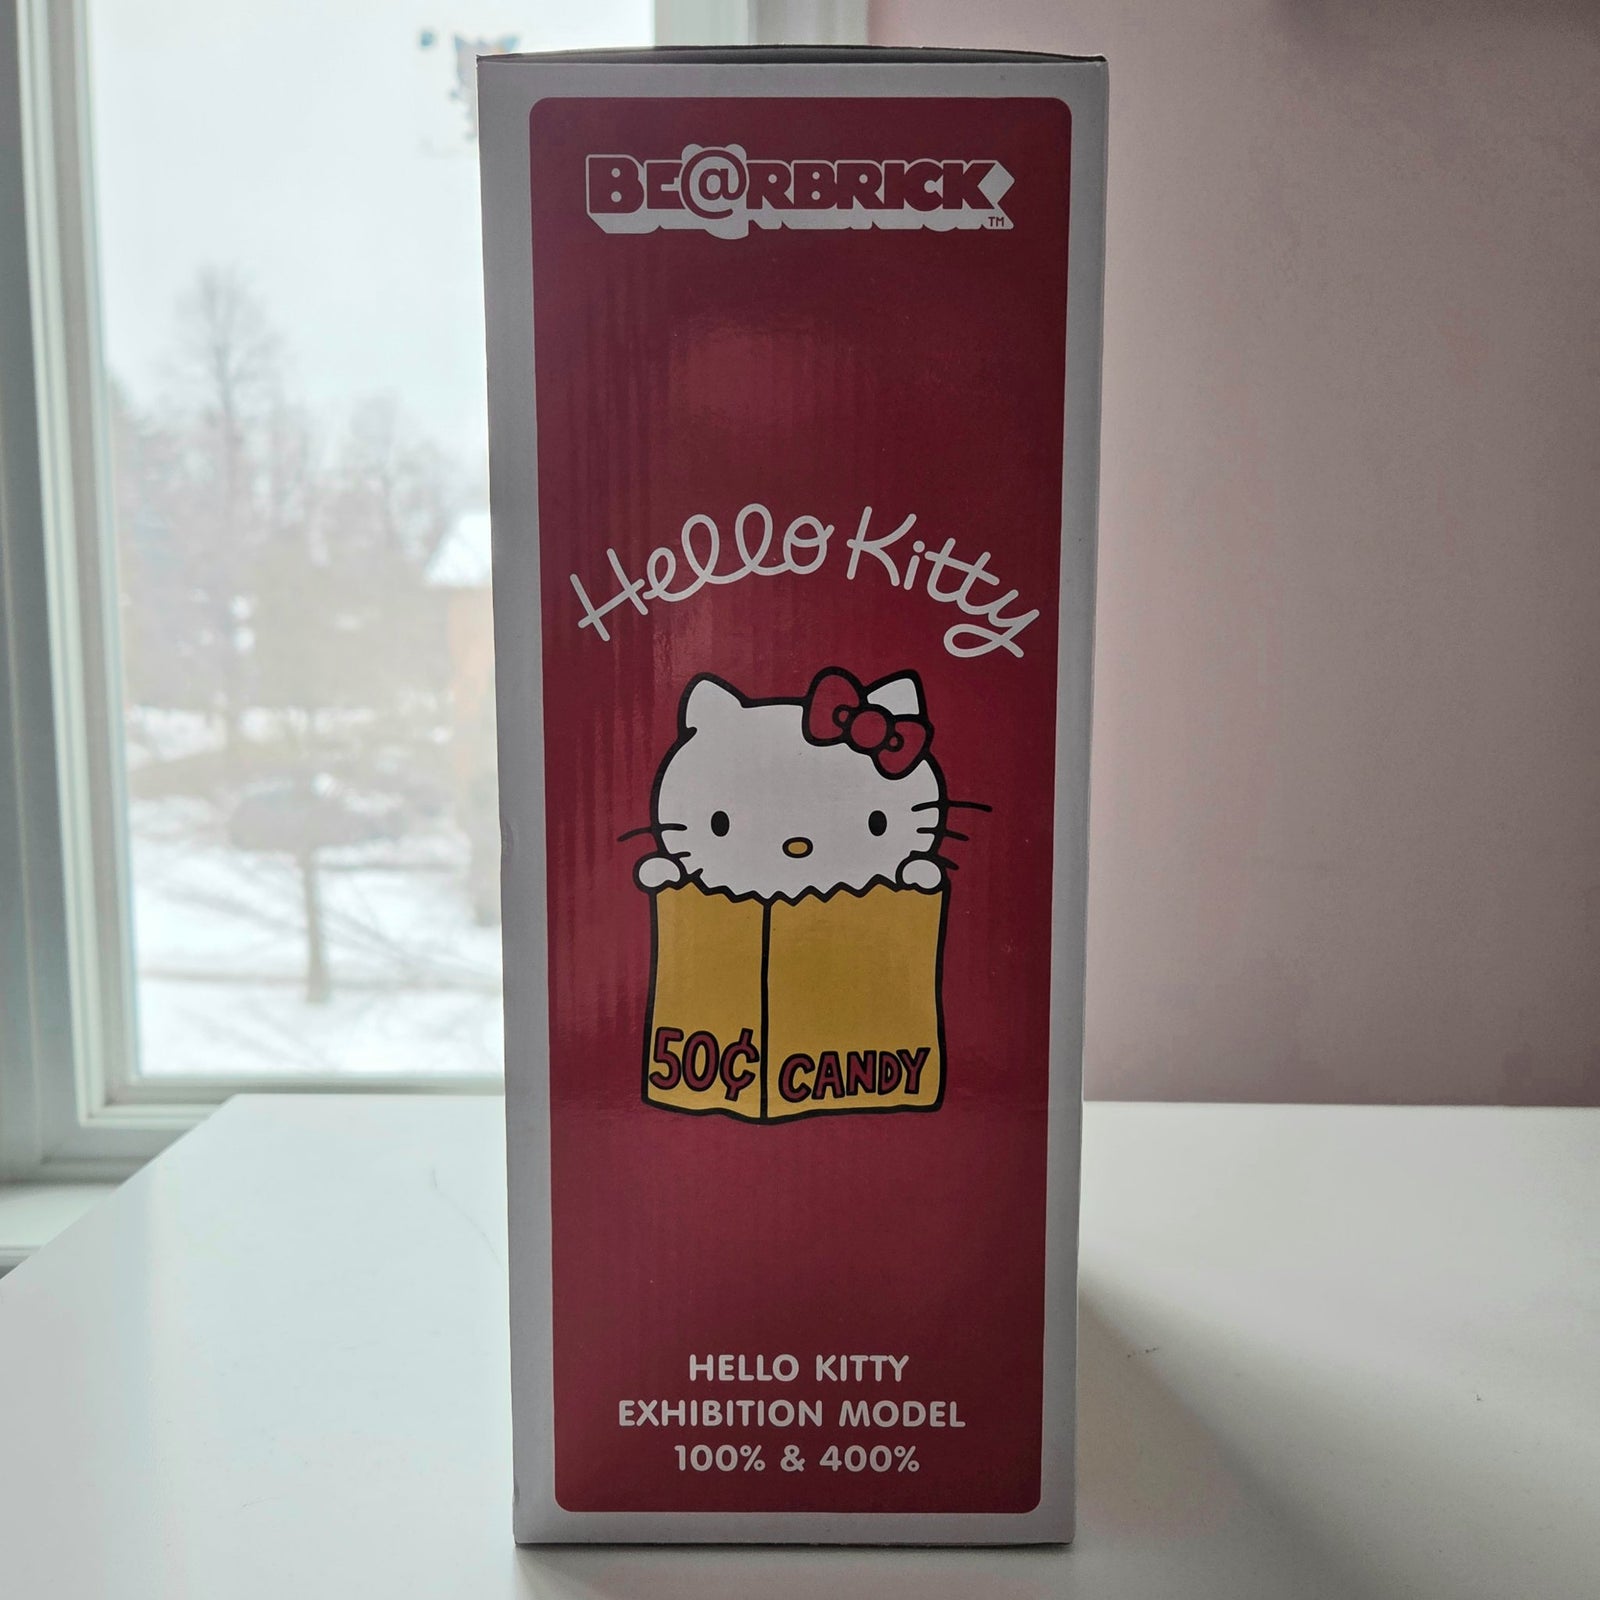 BE@RBRICK
TM
Hello Kitty
50¢ CANDY
HELLO KITTY
EXHIBITION MODEL
100% & 400%